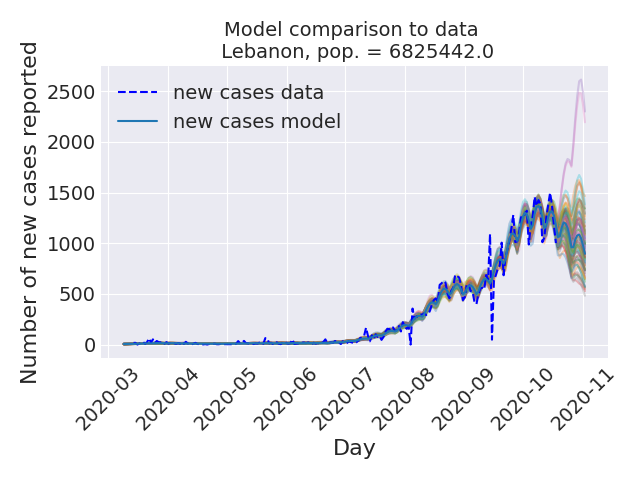 Model comparison to data
Lebanon, pop. = 6825442.0
Number of new cases reported
2500
2000
1500
1000
500
0
new cases data
new cases model
2020-03
2020-04
2020-05
2020-06
2020-07
2020-08
2020-09
2020-10
2020-11
Day